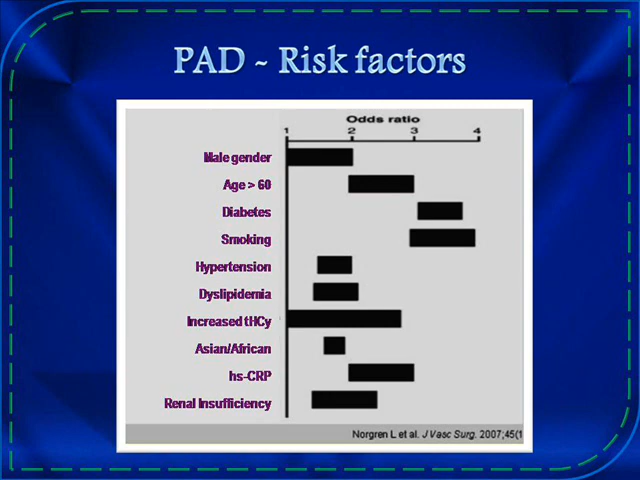 PAD - Risk factors
Odds ratio
1 2 3 4
Male gender
Age > 60
Diabetes
Smoking
Hypertension
Dyslipidemia
Increased tHCy
Asian/African
hs-CRP
Renal Insufficiency
Norgren L et al. J Vasc Surg. 2007;45(1